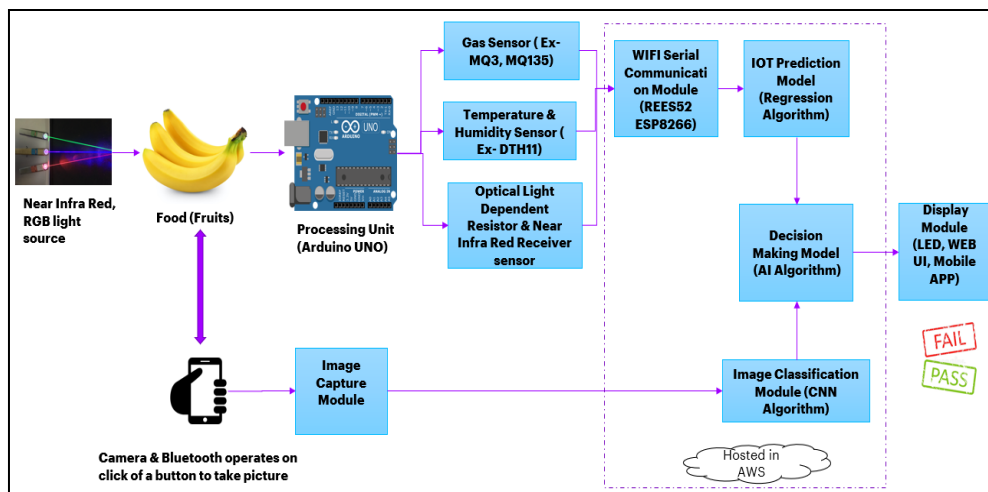 Near Infra Red,
RGB light
source
Food (Fruits)
DIGITAL (PWM ~)
UNO
ARDUINO
Processing Unit
(Arduino UNO)
Gas Sensor ( Ex-
MQ3, MQ135)
Temperature &
Humidity Sensor (
Ex- DTH11)
Optical Light
Dependent
Resistor & Near
Infra Red Receiver
sensor
WIFI Serial
Communicati
on Module
(REES52
ESP8266)
IOT Prediction
Model
(Regression
Algorithm)
Decision
Making Model
(AI Algorithm)
Display
Module
(LED, WEB
UI, Mobile
APP)
FAIL
PASS
Image
Capture
Module
Image Classification
Module (CNN
Algorithm)
Hosted in
AWS
Camera & Bluetooth operates on
click of a button to take picture